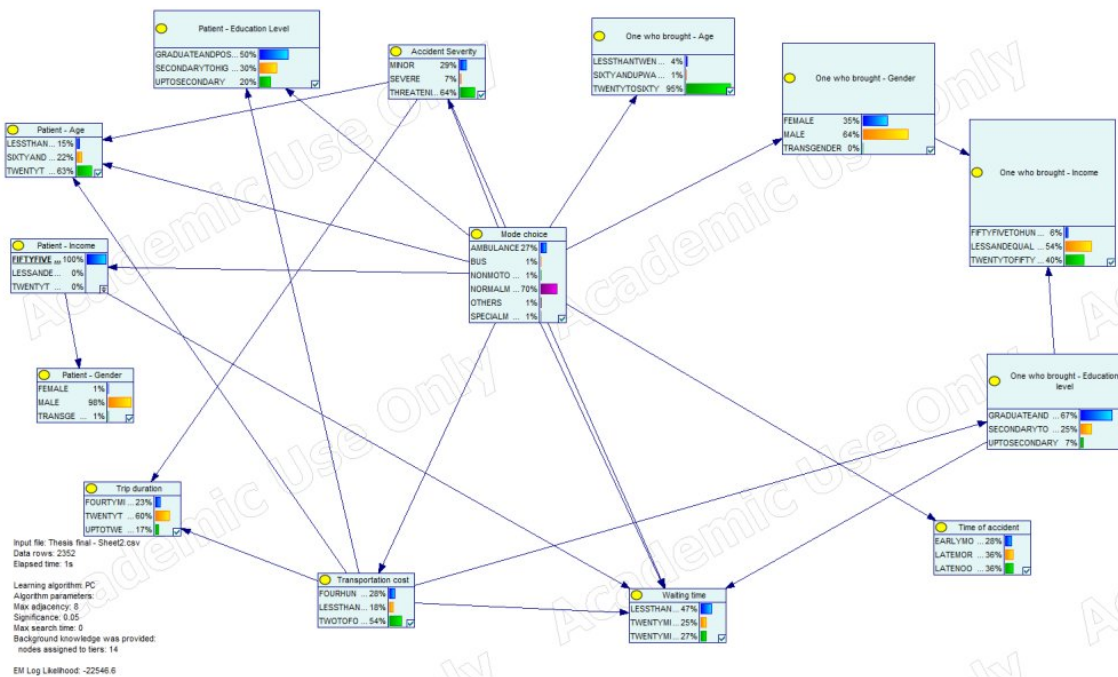 Patient - Education Level
GRADUATEANDPOS... 50%
SECONDARYTOHIG... 30%
UPTOSECONDARY 20%
Accident Severity
MINOR 29%
SEVERE 7%
THREATENI... 64%
One who brought - Age
LESSTHANTWEN... 4%
SIXTYANDUPWA... 1%
TWENTYTOSIXTY 95%
One who brought - Gender
FEMALE 35%
MALE 64%
TRANSGENDER 0%
Patient - Age
LESSTHAN... 15%
SIXTYAND... 22%
TWENTYT... 63%
One who brought - Income
FIFTYFIVETOHUN... 6%
LESSANDEQUAL... 54%
TWENTYTOFIFTY... 40%
Mode choice
AMBULANCE 27%
BUS 1%
NONMOTO... 1%
NORMALM... 70%
OTHERS 1%
SPECIALM... 1%
Patient - Income
FIFTYFIVE... 100%
LESSANDE... 0%
TWENTYT... 0%
Patient - Gender
FEMALE 1%
MALE 98%
TRANSGE... 1%
One who brought - Education
level
GRADUATEAND... 67%
SECONDARYTO... 25%
UPTOSECONDARY 7%
Trip duration
FOURTYMI... 23%
TWENTYT... 60%
UPTOTWE... 17%
Time of accident
EARLYMO... 28%
LATEMOR... 36%
LATENOO... 36%
Transportation cost
FOURHUN... 28%
LESSTHAN... 18%
TWOTOFO... 54%
Waiting time
LESSTHAN... 47%
TWENTYMI... 25%
TWENTYMI... 27%
Input file: Thesis final - Sheet2.csv
Data rows: 2352
Elapsed time: 1s
Learning algorithm: PC
Algorithm parameters:
Max adjacency: 8
Significance: 0.05
Max search time: 0
Background knowledge was provided:
nodes assigned to tiers: 14
EM Log Likelihood: -22546.6
Academic Use Only
Academic Use Only
Academic Use Only
Academic Use Only